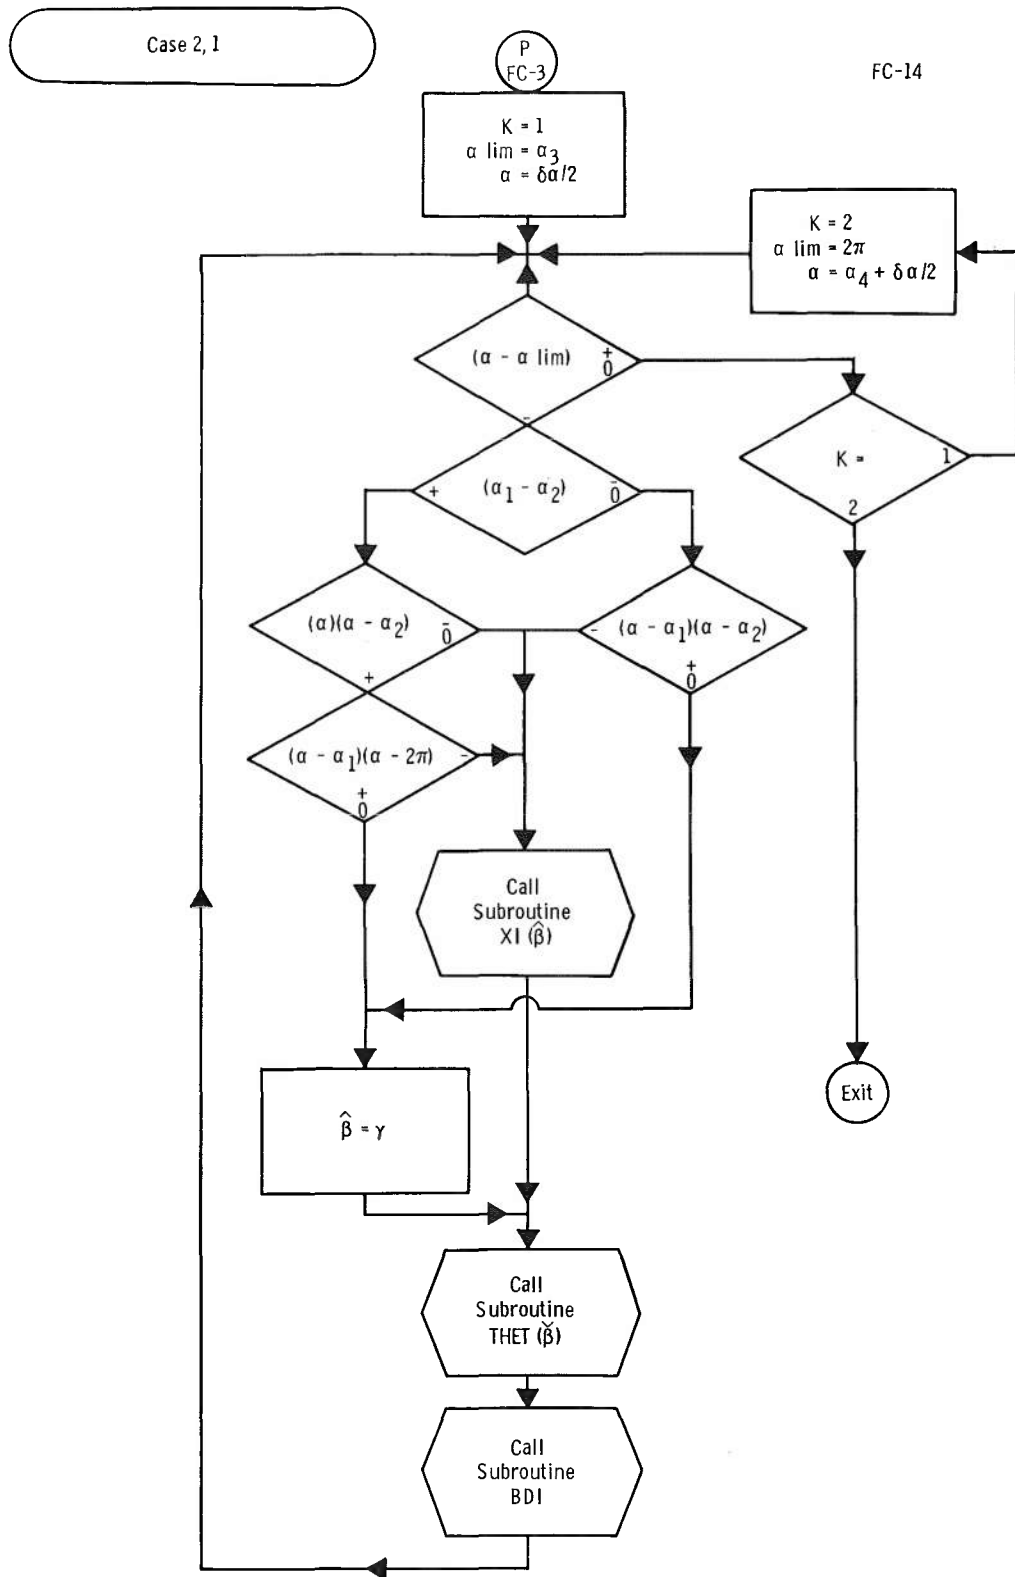 Case 2, 1
P
FC-3
FC-14
K = 1
α lim = α₃
α = δα/2
K = 2
α lim = 2π
α = α₄ + δα/2
(α - α lim)
+
0
-
K =
1
2
(α₁ - α₂)
+
-
0
(α)(α - α₂)
-
0
+
(α - α₁)(α - α₂)
-
+
0
(α - α₁)(α - 2π)
-
+
0
Call
Subroutine
XI (β̂)
Exit
β̂ = γ
Call
Subroutine
THET (β̌)
Call
Subroutine
BDI